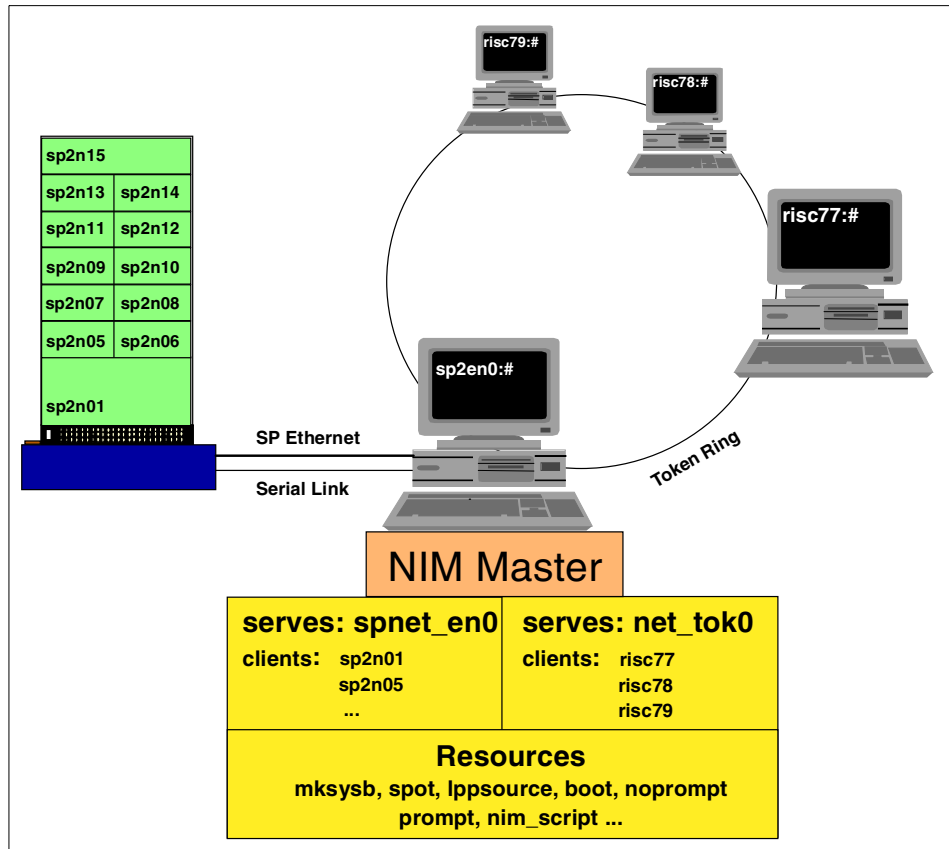 risc79:#
risc78:#
risc77:#
sp2n15
sp2n13 sp2n14
sp2n11 sp2n12
sp2n09 sp2n10
sp2n07 sp2n08
sp2n05 sp2n06
sp2n01
sp2en0:#
SP Ethernet
Serial Link
Token Ring
NIM Master
serves: spnet_en0
clients: sp2n01
sp2n05
...
serves: net_tok0
clients: risc77
risc78
risc79
Resources
mksysb, spot, lppsource, boot, noprompt
prompt, nim_script ...